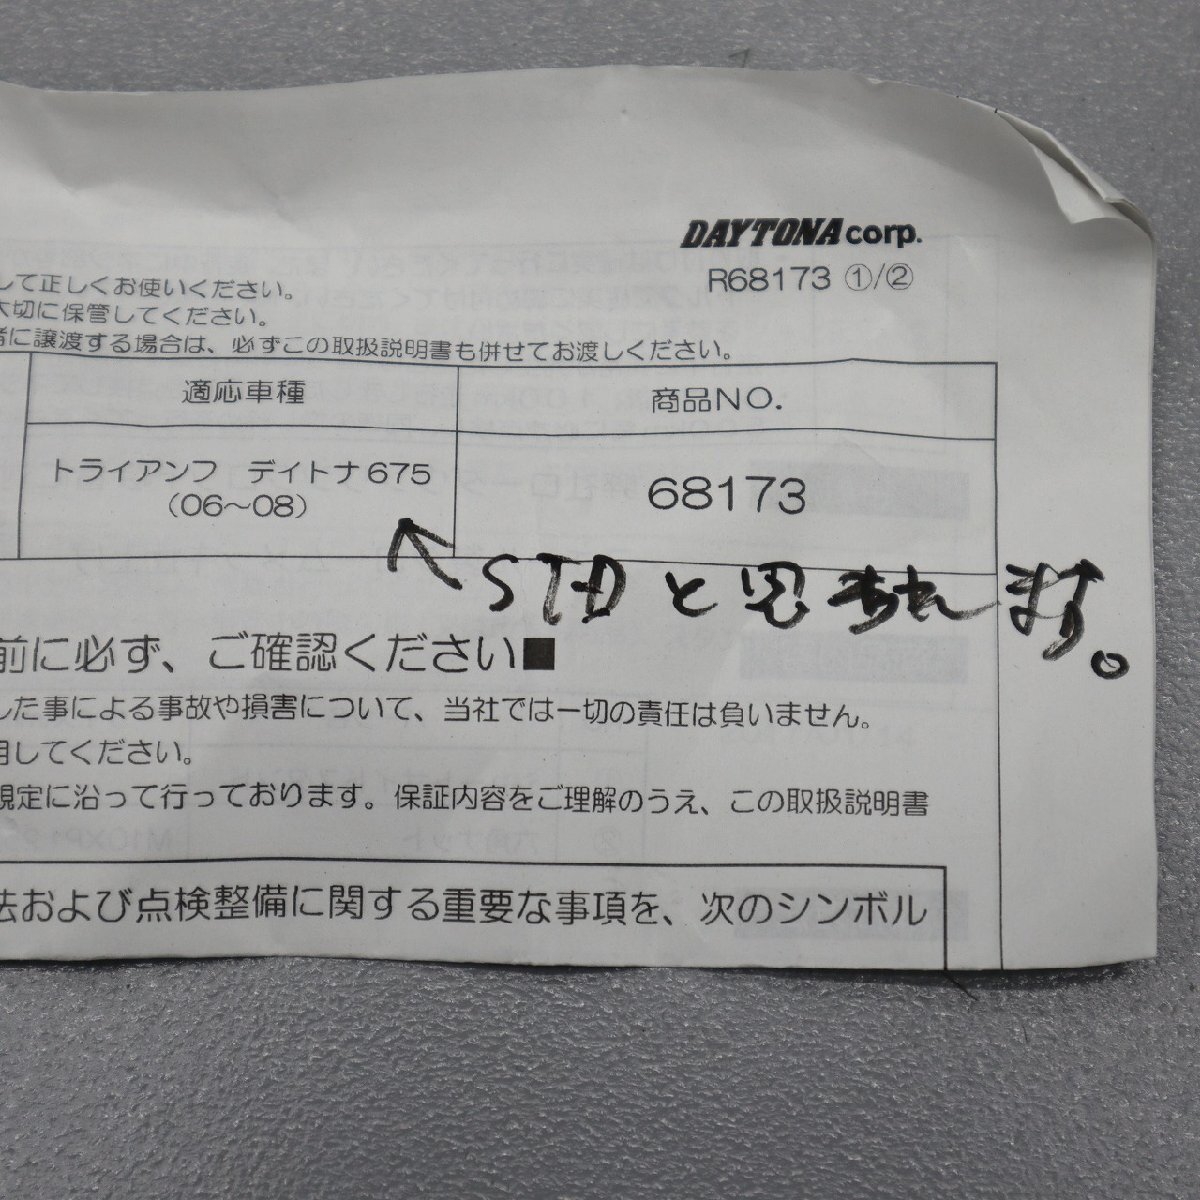 DAYTONA corp.
R68173 ①/②
して正しくお使いください。
大切に保管してください。
者に譲渡する場合は、必ずこの取扱説明書も併せてお渡しください。
適応車種
商品NO.
トライアンフ デイトナ675
(06~08)
68173
STDと思われます。
前に必ず、ご確認ください■
した事による事故や損害について、当社では一切の責任は負いません。
用してください。
規定に沿って行っております。保証内容をご理解のうえ、この取扱説明書
法および点検整備に関する重要な事項を、次のシンボル